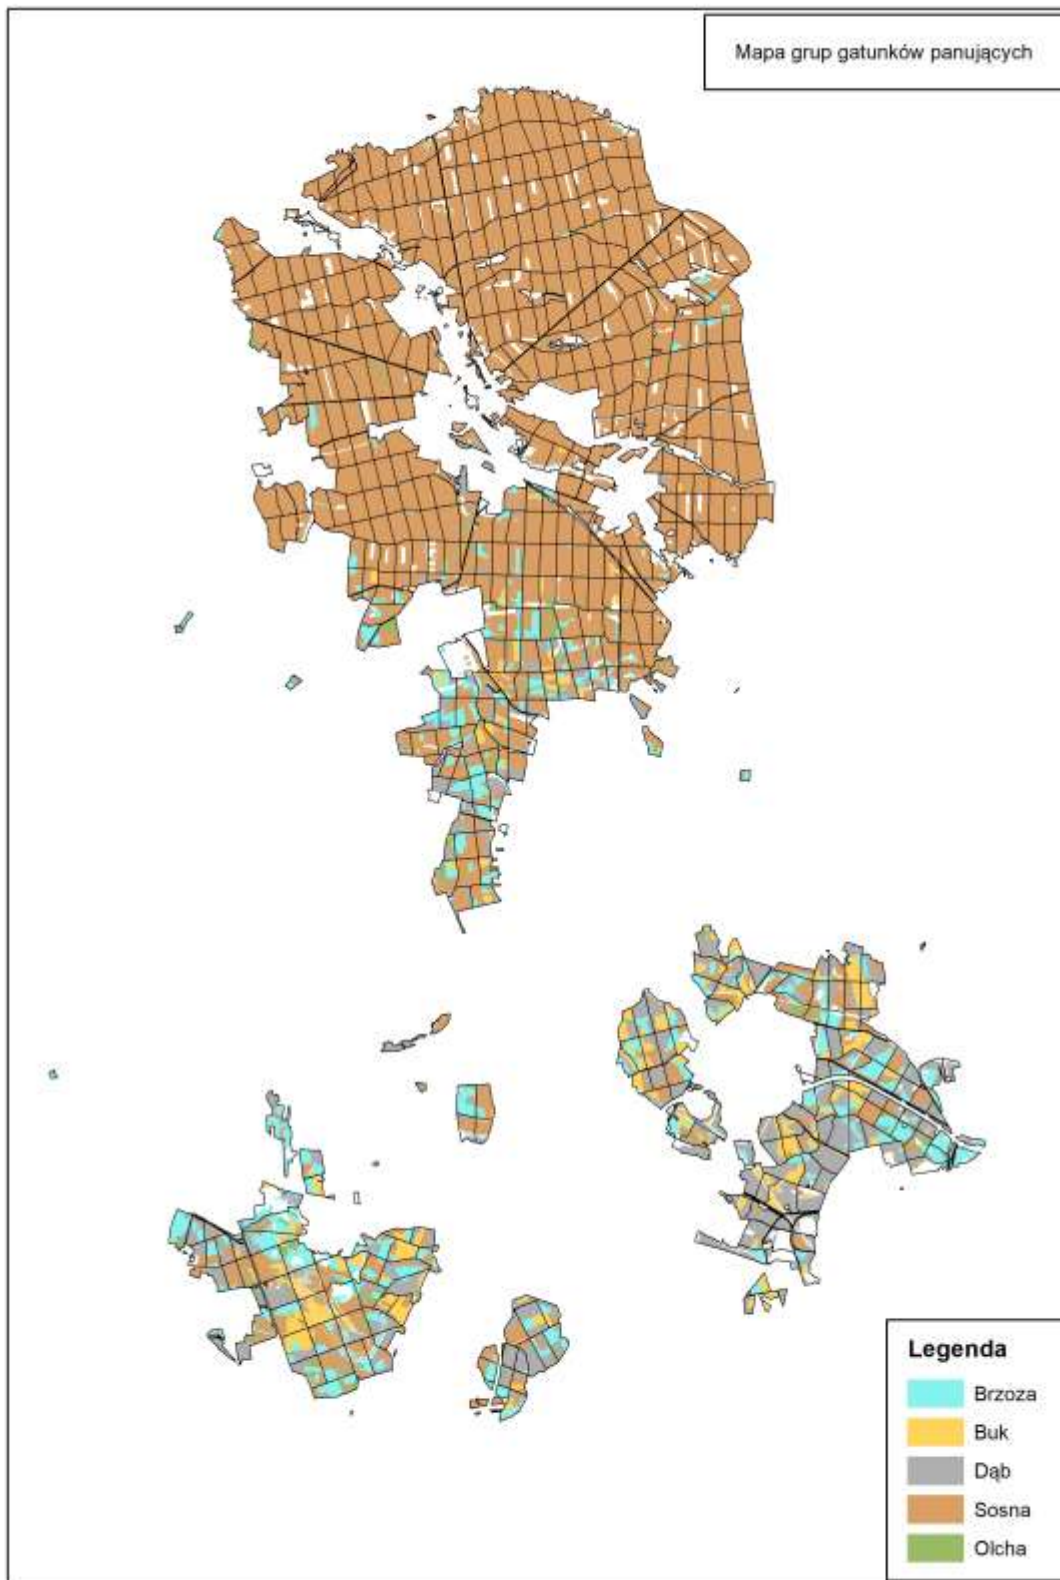 Mapa grup gatunków panujących
Legenda
Brzoza
Buk
Dąb
Sosna
Olcha